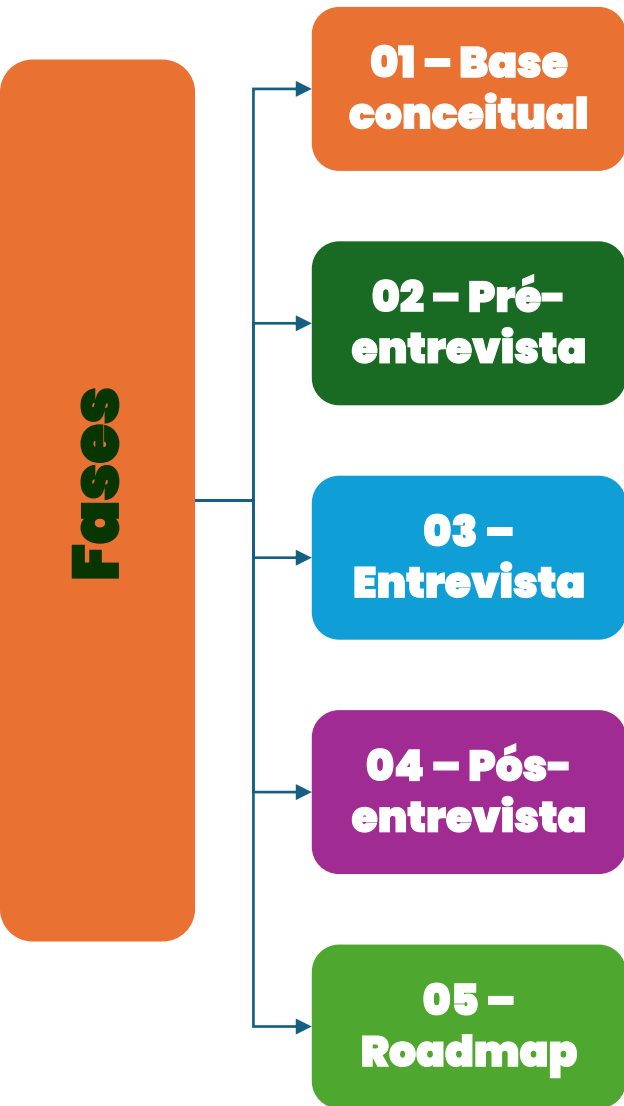 Fases
01 – Base
conceitual
02 – Pré-
entrevista
03 –
Entrevista
04 – Pós-
entrevista
05 –
Roadmap